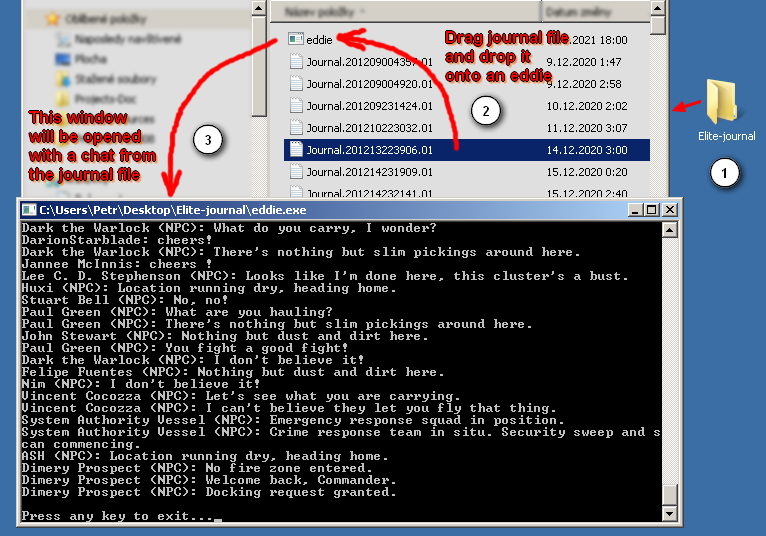 Název položky
Datum změny
Oblíbené položky
Naposledy navštívené
Plocha
Stažené soubory
Projects-Doc
eddie
.2021 18:00
Journal.201209004357.01
9.12.2020 1:47
Journal.201209004920.01
9.12.2020 2:58
Journal.201209231424.01
10.12.2020 2:02
Journal.201210223032.01
11.12.2020 3:07
Journal.201213223906.01
14.12.2020 3:00
Journal.201214231909.01
15.12.2020 0:20
Journal.201214232141.01
15.12.2020 2:40
Drag journal file
and drop it
onto an eddie
2
This window
will be opened
with a chat from
the journal file
3
Elite-journal
1
C:\Users\Petr\Desktop\Elite-journal\eddie.exe
Dark the Warlock (NPC): What do you carry, I wonder?
DarionStarblade: cheers!
Dark the Warlock (NPC): There's nothing but slim pickings around here.
Jannee McInnis: cheers !
Lee C. D. Stephenson (NPC): Looks like I'm done here, this cluster's a bust.
Huxi (NPC): Location running dry, heading home.
Stuart Bell (NPC): No, no!
Paul Green (NPC): What are you hauling?
Paul Green (NPC): There's nothing but slim pickings around here.
John Stewart (NPC): Nothing but dust and dirt here.
Paul Green (NPC): You fight a good fight!
Dark the Warlock (NPC): I don't believe it!
Felipe Fuentes (NPC): Nothing but dust and dirt here.
Nim (NPC): I don't believe it!
Vincent Cocozza (NPC): Let's see what you are carrying.
Vincent Cocozza (NPC): I can't believe they let you fly that thing.
System Authority Vessel (NPC): Emergency response squad in position.
System Authority Vessel (NPC): Crime response team in situ. Security sweep and s
can commencing.
ASH (NPC): Location running dry, heading home.
Dimery Prospect (NPC): No fire zone entered.
Dimery Prospect (NPC): Welcome back, Commander.
Dimery Prospect (NPC): Docking request granted.
Press any key to exit..._